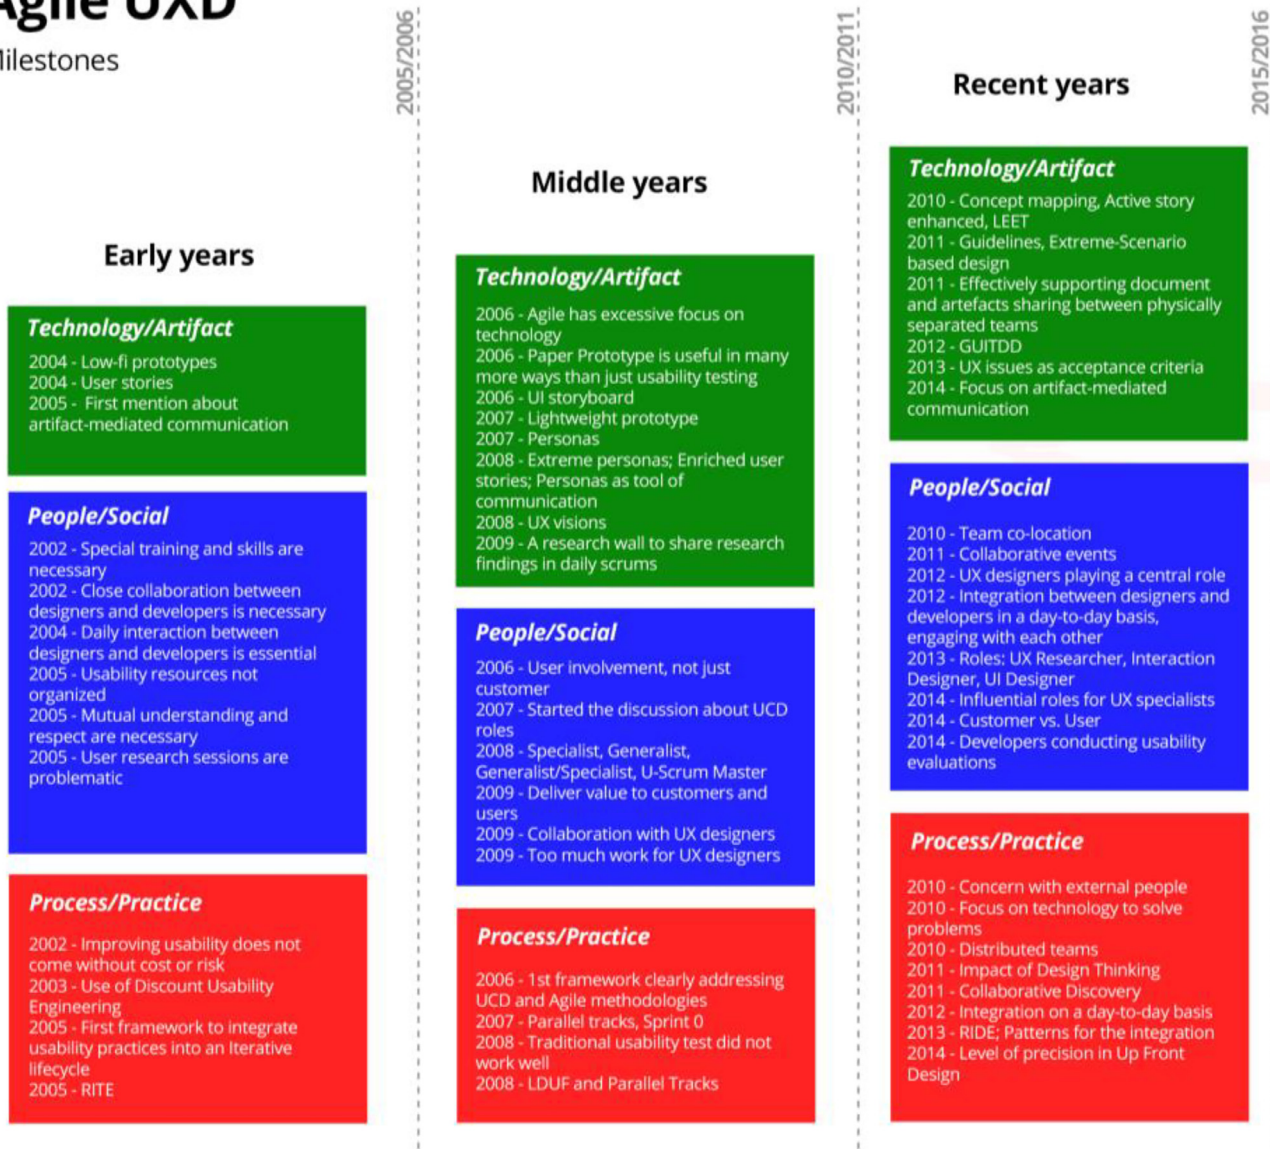 Agile UXD
Milestones
2005/2006
2010/2011
2015/2016
Early years
Technology/Artifact
2004 - Low-fi prototypes
2004 - User stories
2005 - First mention about
artifact-mediated communication
People/Social
2002 - Special training and skills are
necessary
2002 - Close collaboration between
designers and developers is necessary
2004 - Daily interaction between
designers and developers is essential
2005 - Usability resources not
organized
2005 - Mutual understanding and
respect are necessary
2005 - User research sessions are
problematic
Process/Practice
2002 - Improving usability does not
come without cost or risk
2003 - Use of Discount Usability
Engineering
2005 - First framework to integrate
usability practices into an Iterative
lifecycle
2005 - RITE
Middle years
Technology/Artifact
2006 - Agile has excessive focus on
technology
2006 - Paper Prototype is useful in many
more ways than just usability testing
2006 - UI storyboard
2007 - Lightweight prototype
2007 - Personas
2008 - Extreme personas; Enriched user
stories; Personas as tool of
communication
2008 - UX visions
2009 - A research wall to share research
findings in daily scrums
People/Social
2006 - User involvement, not just
customer
2007 - Started the discussion about UCD
roles
2008 - Specialist, Generalist,
Generalist/Specialist, U-Scrum Master
2009 - Deliver value to customers and
users
2009 - Collaboration with UX designers
2009 - Too much work for UX designers
Process/Practice
2006 - 1st framework clearly addressing
UCD and Agile methodologies
2007 - Parallel tracks, Sprint 0
2008 - Traditional usability test did not
work well
2008 - LDUF and Parallel Tracks
Recent years
Technology/Artifact
2010 - Concept mapping, Active story
enhanced, LEET
2011 - Guidelines, Extreme-Scenario
based design
2011 - Effectively supporting document
and artefacts sharing between physically
separated teams
2012 - GUITDD
2013 - UX issues as acceptance criteria
2014 - Focus on artifact-mediated
communication
People/Social
2010 - Team co-location
2011 - Collaborative events
2012 - UX designers playing a central role
2012 - Integration between designers and
developers in a day-to-day basis,
engaging with each other
2013 - Roles: UX Researcher, Interaction
Designer, UI Designer
2014 - Influential roles for UX specialists
2014 - Customer vs. User
2014 - Developers conducting usability
evaluations
Process/Practice
2010 - Concern with external people
2010 - Focus on technology to solve
problems
2010 - Distributed teams
2011 - Impact of Design Thinking
2011 - Collaborative Discovery
2012 - Integration on a day-to-day basis
2013 - RIDE; Patterns for the integration
2014 - Level of precision in Up Front
Design